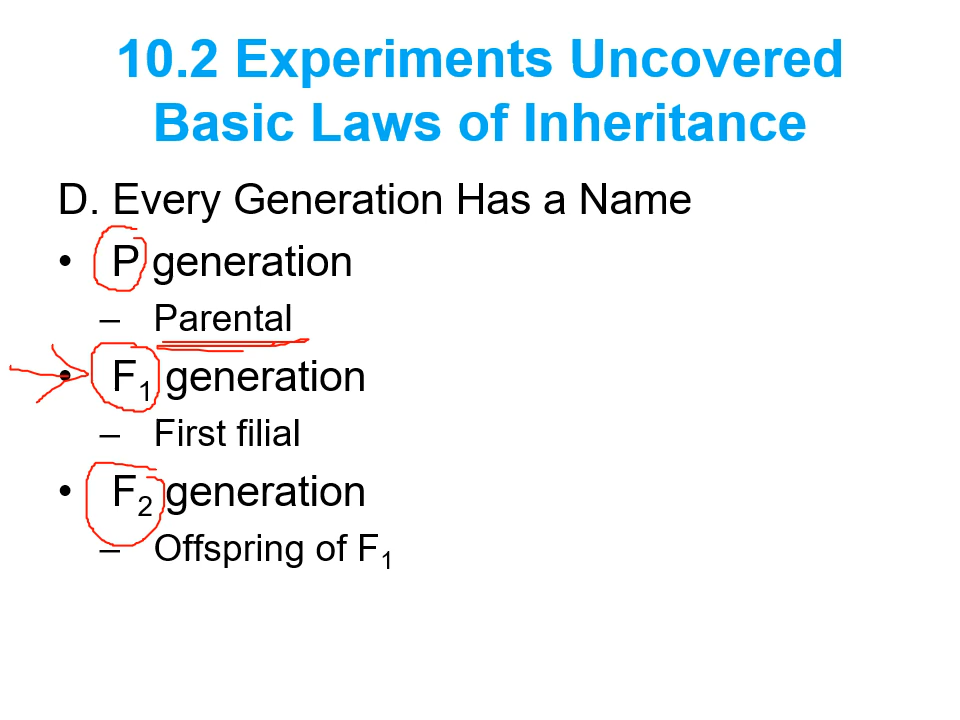 10.2 Experiments Uncovered
Basic Laws of Inheritance
D. Every Generation Has a Name
• P generation
– Parental
• F₁ generation
– First filial
• F₂ generation
– Offspring of F₁